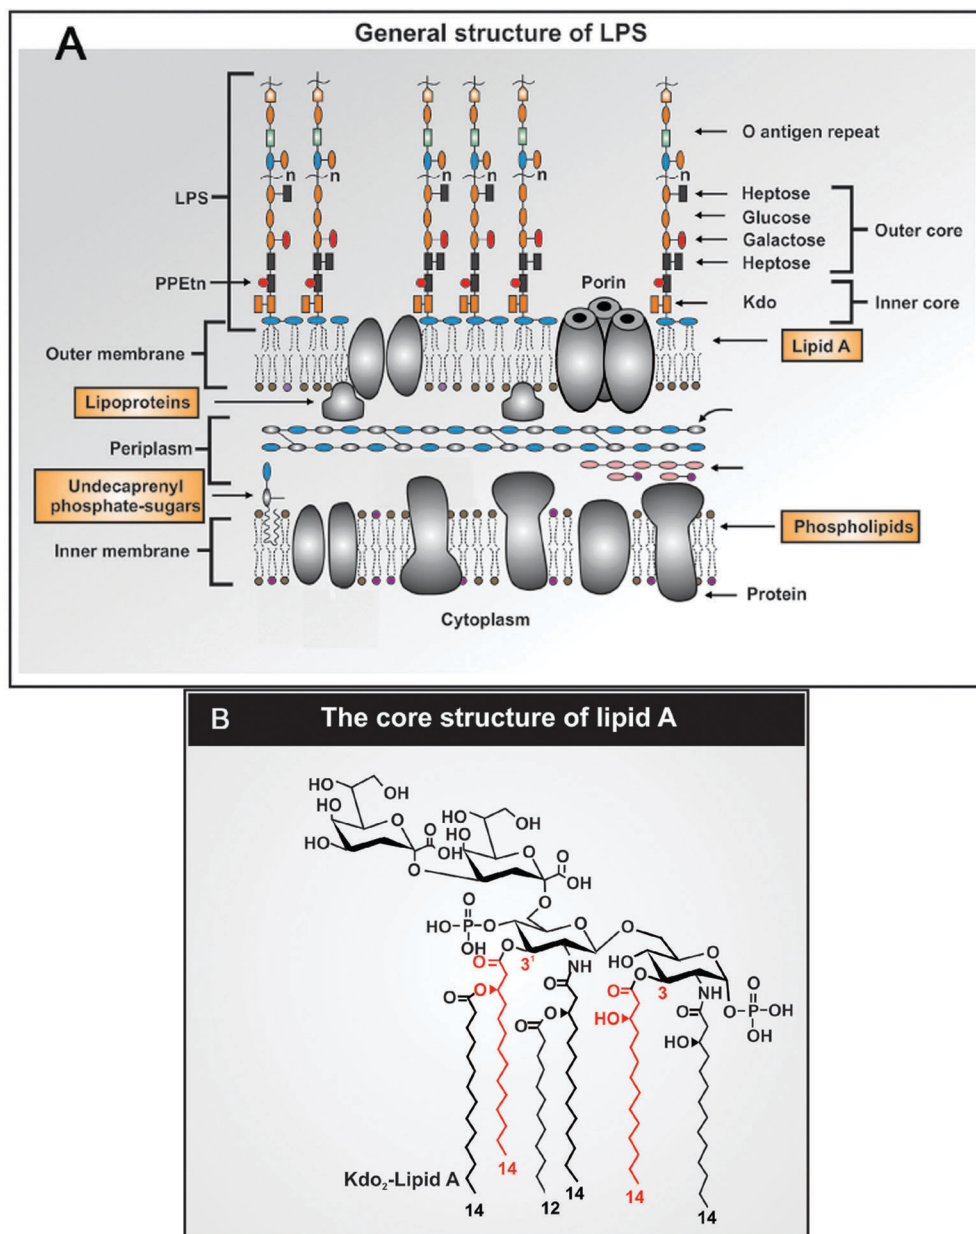 A
General structure of LPS
LPS
PPEtn
Outer membrane
Lipoproteins
Periplasm
Undecaprenyl
phosphate-sugars
Inner membrane
n
n
n
n
n
Porin
O antigen repeat
Heptose
Glucose
Galactose
Heptose
Outer core
Kdo
Inner core
Lipid A
Phospholipids
Protein
Cytoplasm
B
The core structure of lipid A
HO
OH
HO
HO
O
O
OH
O
HO
OH
HO
O
O
OH
O
O
HO-P-O
OH
O
O
O
3¹
NH
O
O
O
O
O
O
HO
O
O
3
NH
O
O
O-P-OH
OH
HO
HO
O
Kdo₂-Lipid A
14
14
12
14
14
14